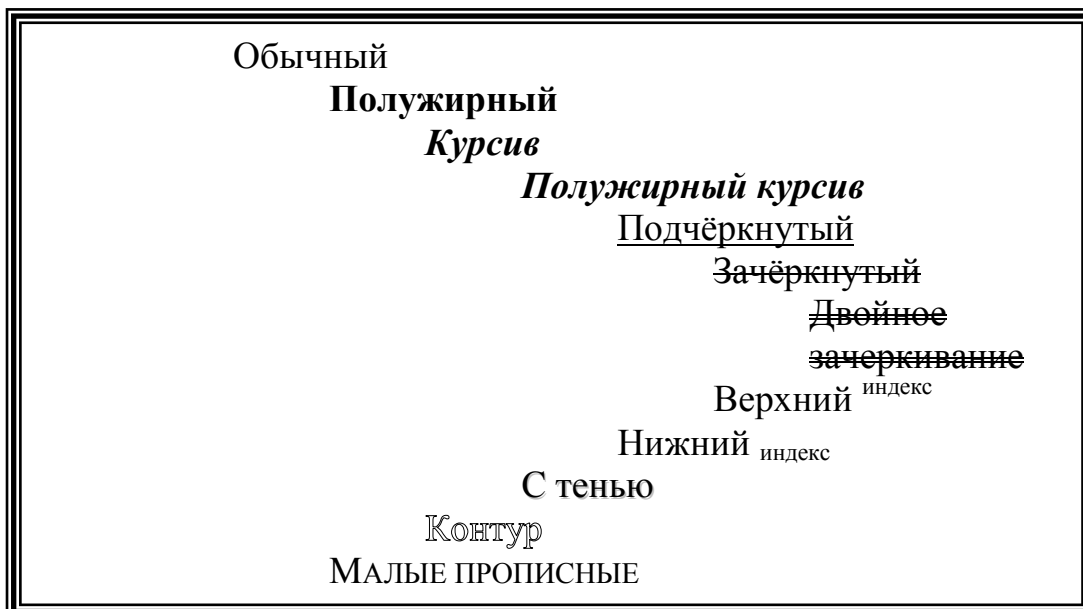 Обычный
Полужирный
Курсив
Полужирный курсив
Подчёркнутый
Зачёркнутый
Двойное
зачеркивание
Верхний индекс
Нижний индекс
С тенью
Контур
МАЛЫЕ ПРОПИСНЫЕ